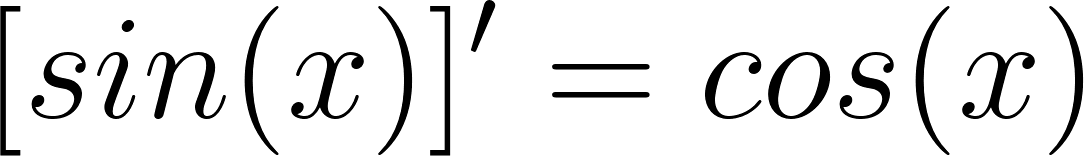 [sin(x)]′ = cos(x)